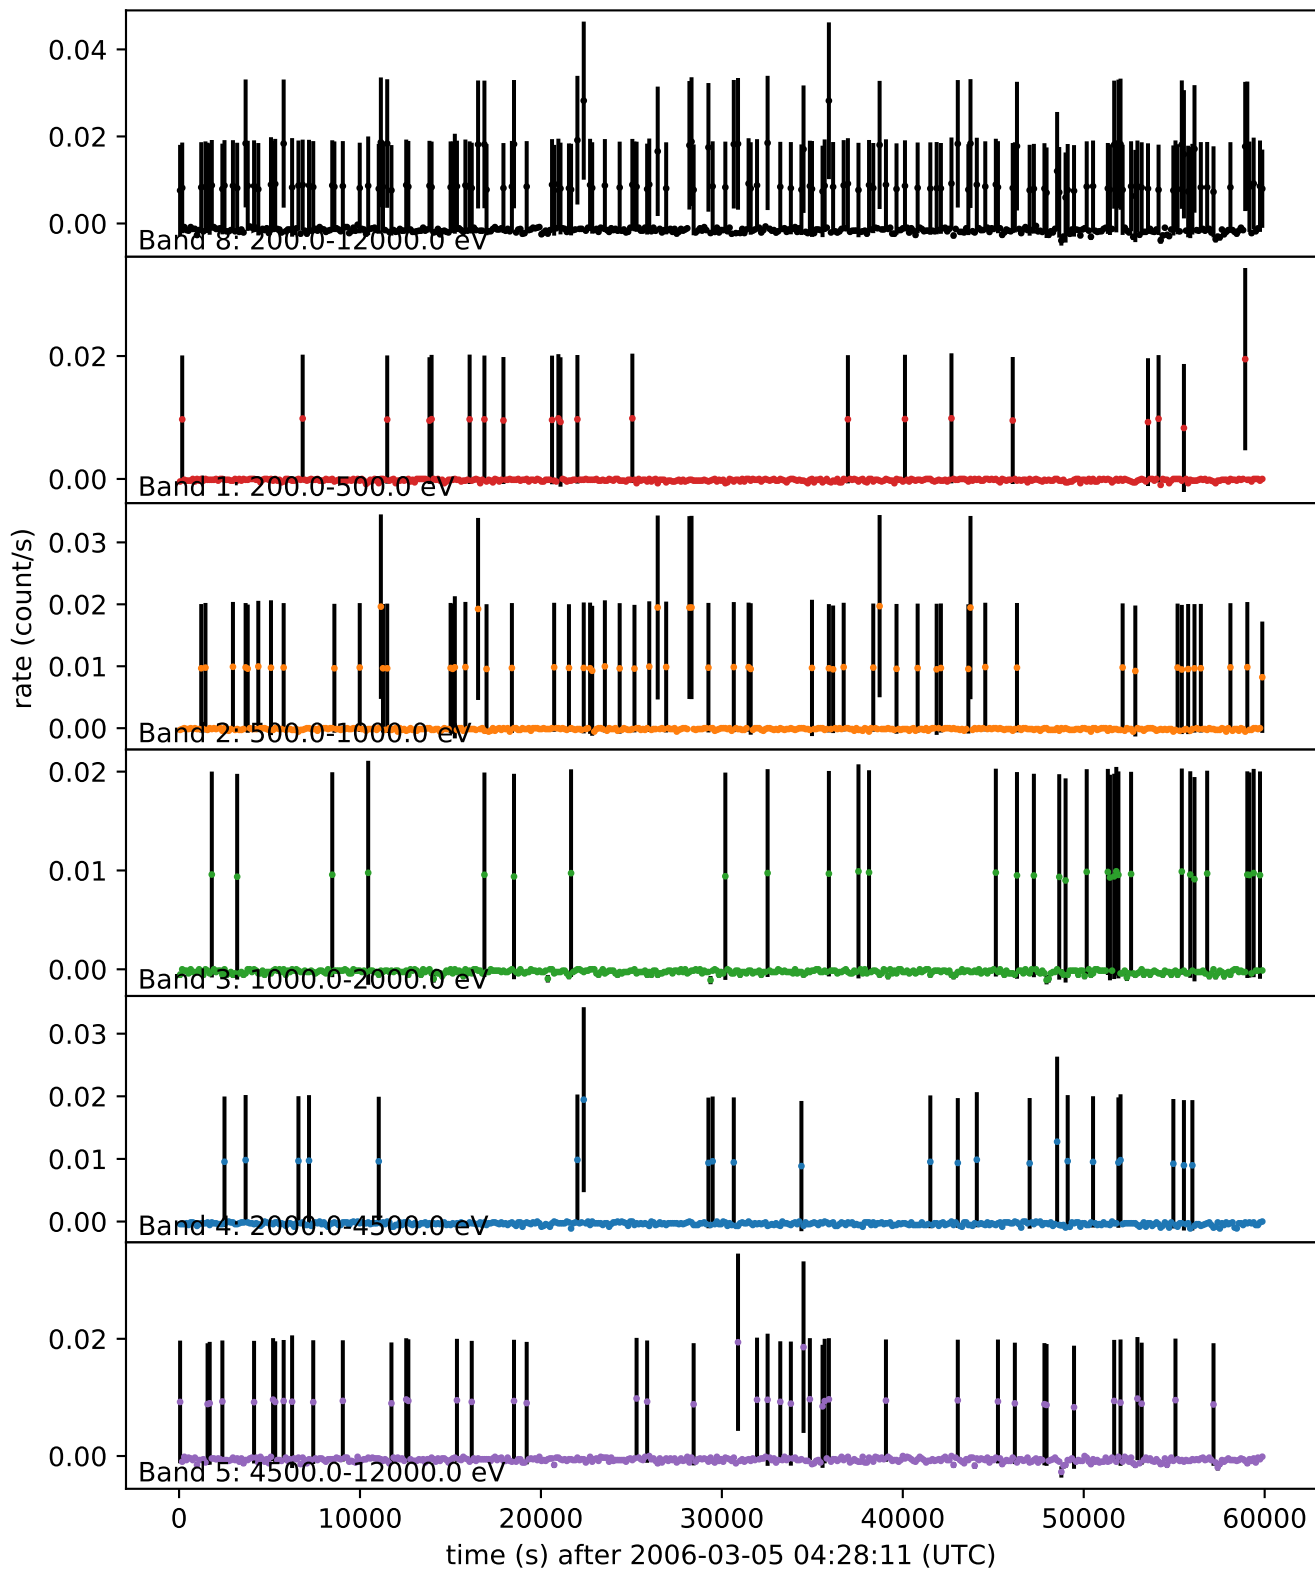 0.04
0.02
0.00
Band 8: 200.0-12000.0 eV
0.02
0.00
Band 1: 200.0-500.0 eV
rate (count/s)
0.03
0.02
0.01
0.00
Band 2: 500.0-1000.0 eV
0.02
0.01
0.00
Band 3: 1000.0-2000.0 eV
0.03
0.02
0.01
0.00
Band 4: 2000.0-4500.0 eV
0.02
0.00
Band 5: 4500.0-12000.0 eV
0 10000 20000 30000 40000 50000 60000
time (s) after 2006-03-05 04:28:11 (UTC)